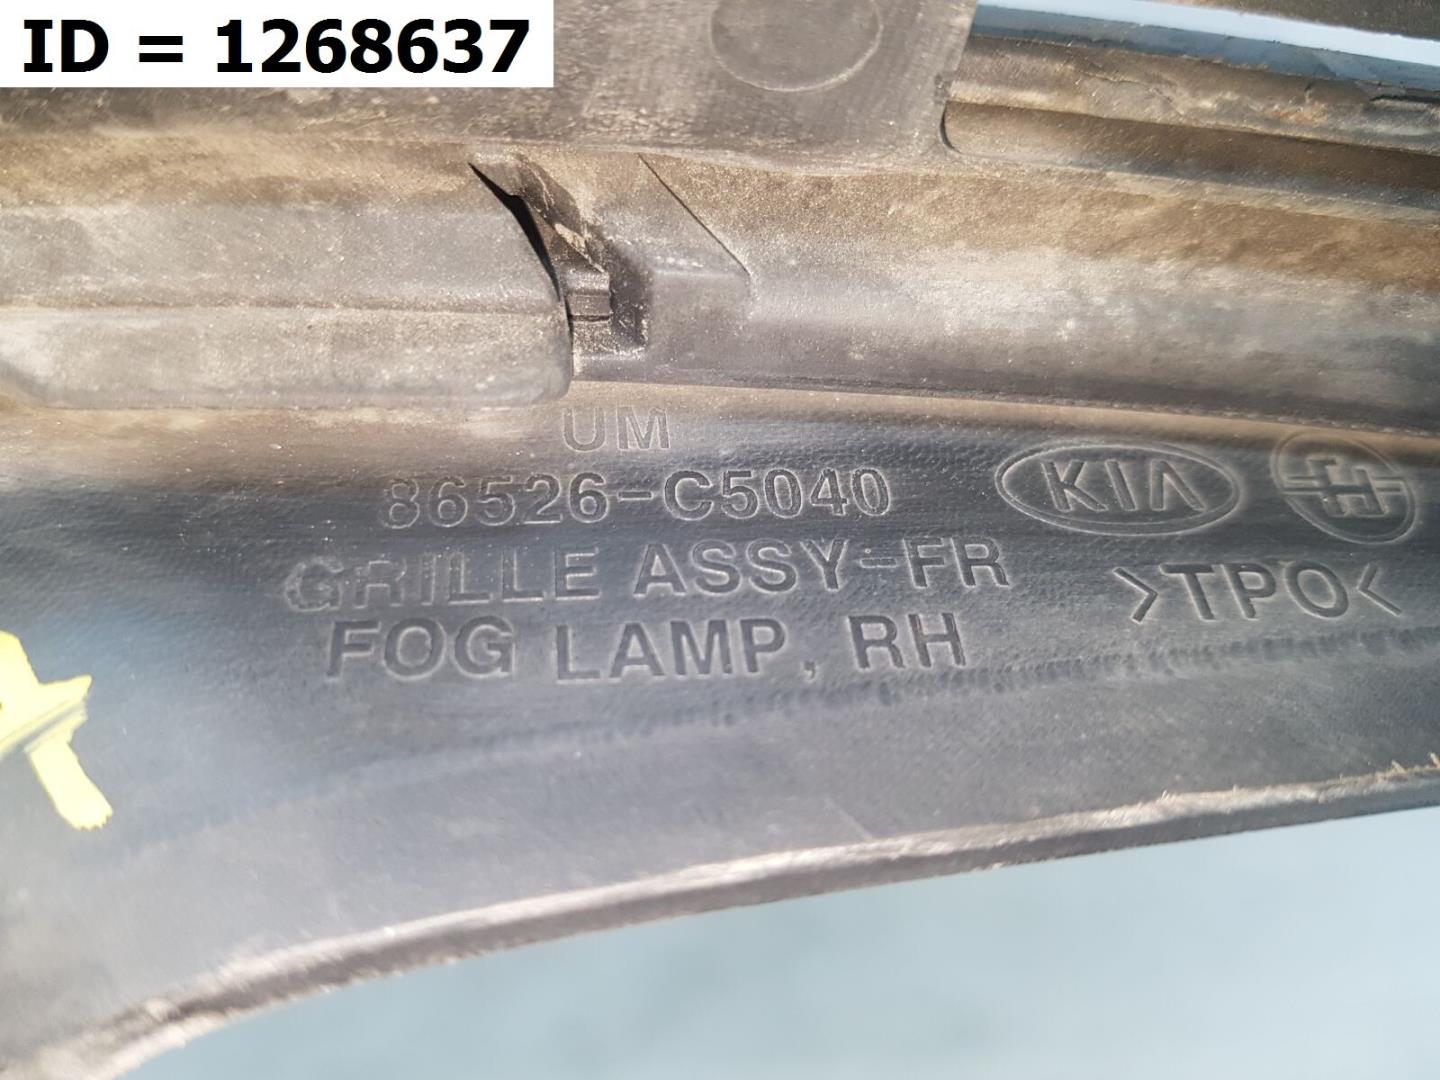 ID = 1268637
UM
86526-C5040
KIA
GRILLE ASSY-FR
>TPO<
FOG LAMP, RH